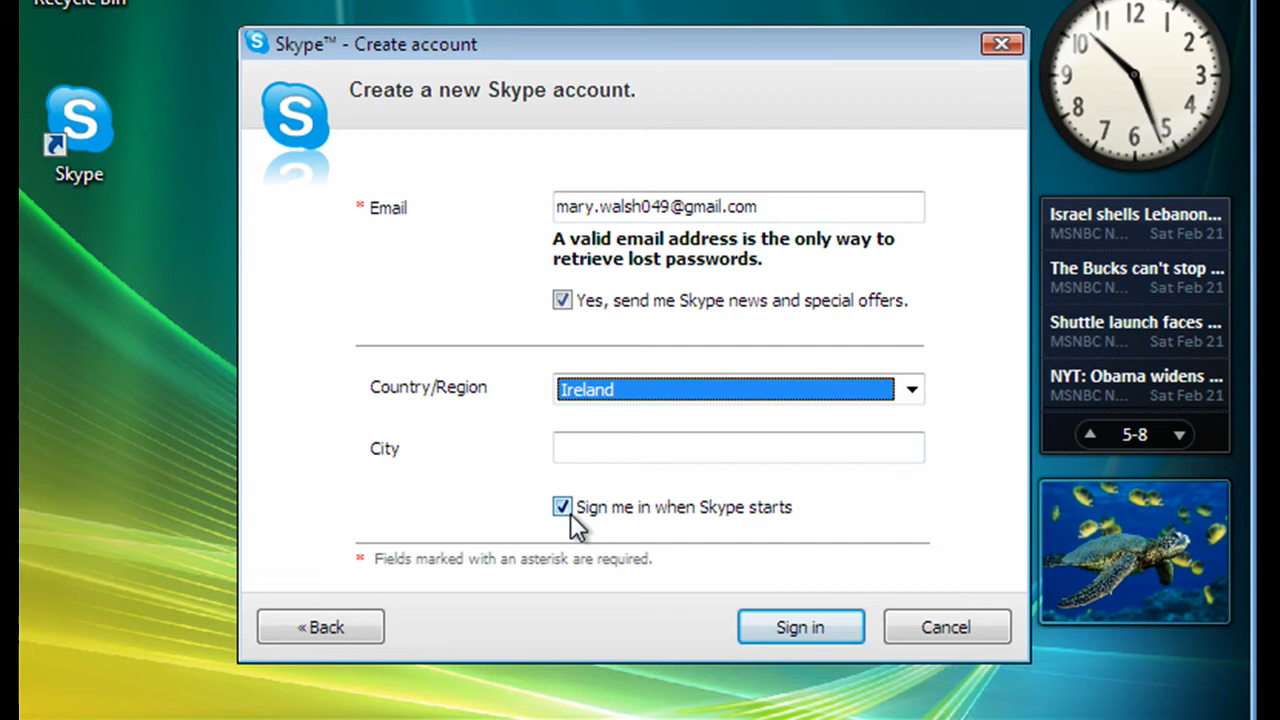 Recycle Bin
Skype
Skype™ - Create account
Create a new Skype account.
* Email
mary.walsh049@gmail.com
A valid email address is the only way to
retrieve lost passwords.
Yes, send me Skype news and special offers.
Country/Region
Ireland
City
Sign me in when Skype starts
* Fields marked with an asterisk are required.
« Back
Sign in
Cancel
11 12 1
10 2
9 3
8 4
7 6 5
Israel shells Lebanon...
MSNBC N... Sat Feb 21
The Bucks can't stop ...
MSNBC N... Sat Feb 21
Shuttle launch faces ...
MSNBC N... Sat Feb 21
NYT: Obama widens ...
MSNBC N... Sat Feb 21
5-8